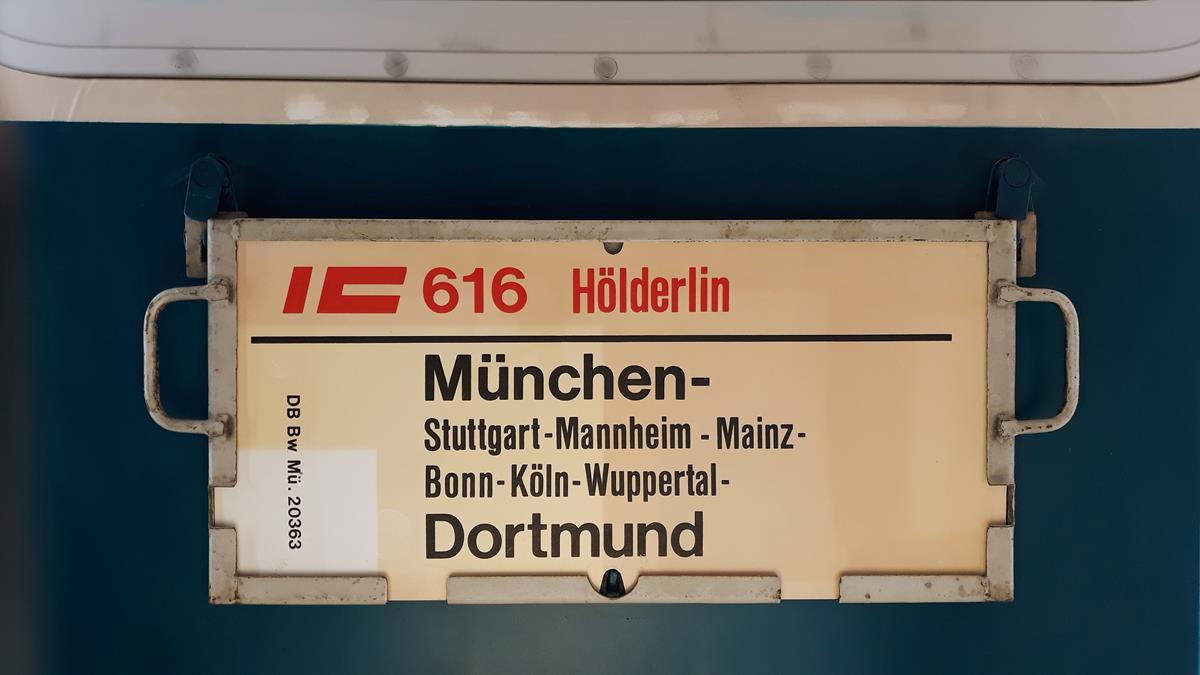 IC 616 Hölderlin
München-
Stuttgart-Mannheim - Mainz-
Bonn-Köln-Wuppertal-
Dortmund
DB Bw Mü. 20363